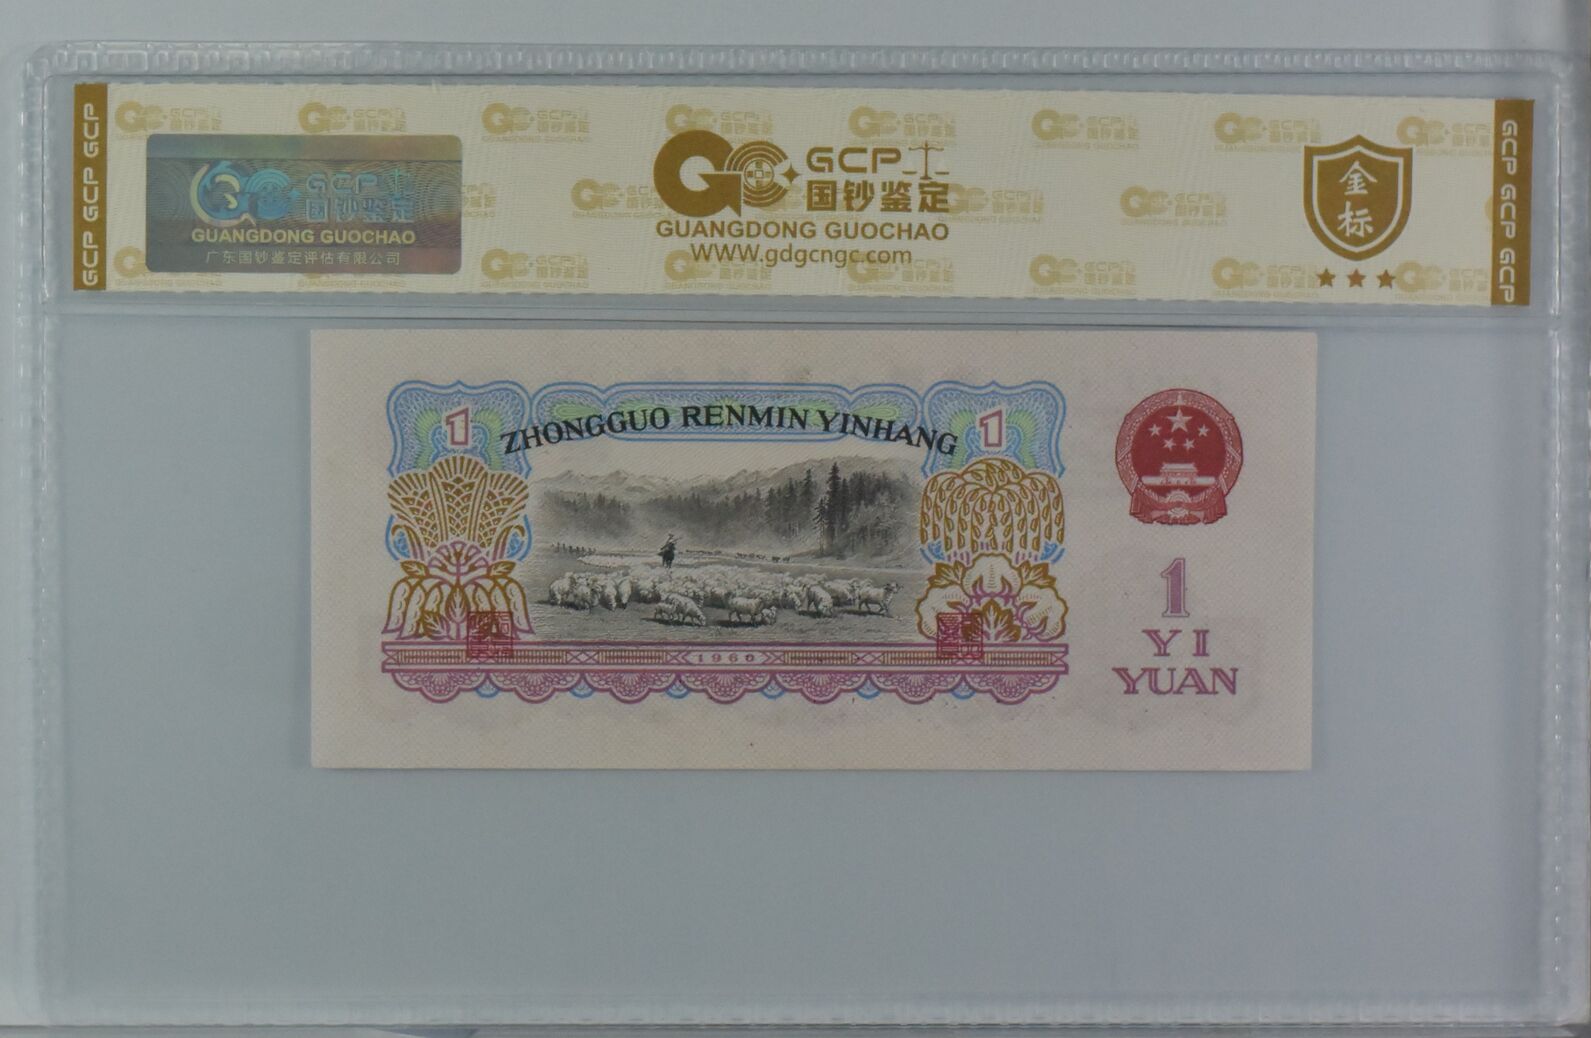 GCP GCP GCP
GCP
国钞鉴定
GUANGDONG GUOCHAO
广东国钞鉴定评估有限公司
GCP
国钞鉴定
GUANGDONG GUOCHAO
WWW.gdgcngc.com
金
标
GCP GCP GCP
1
ZHONGGUO RENMIN YINHANG
1
1960
1
YI
YUAN